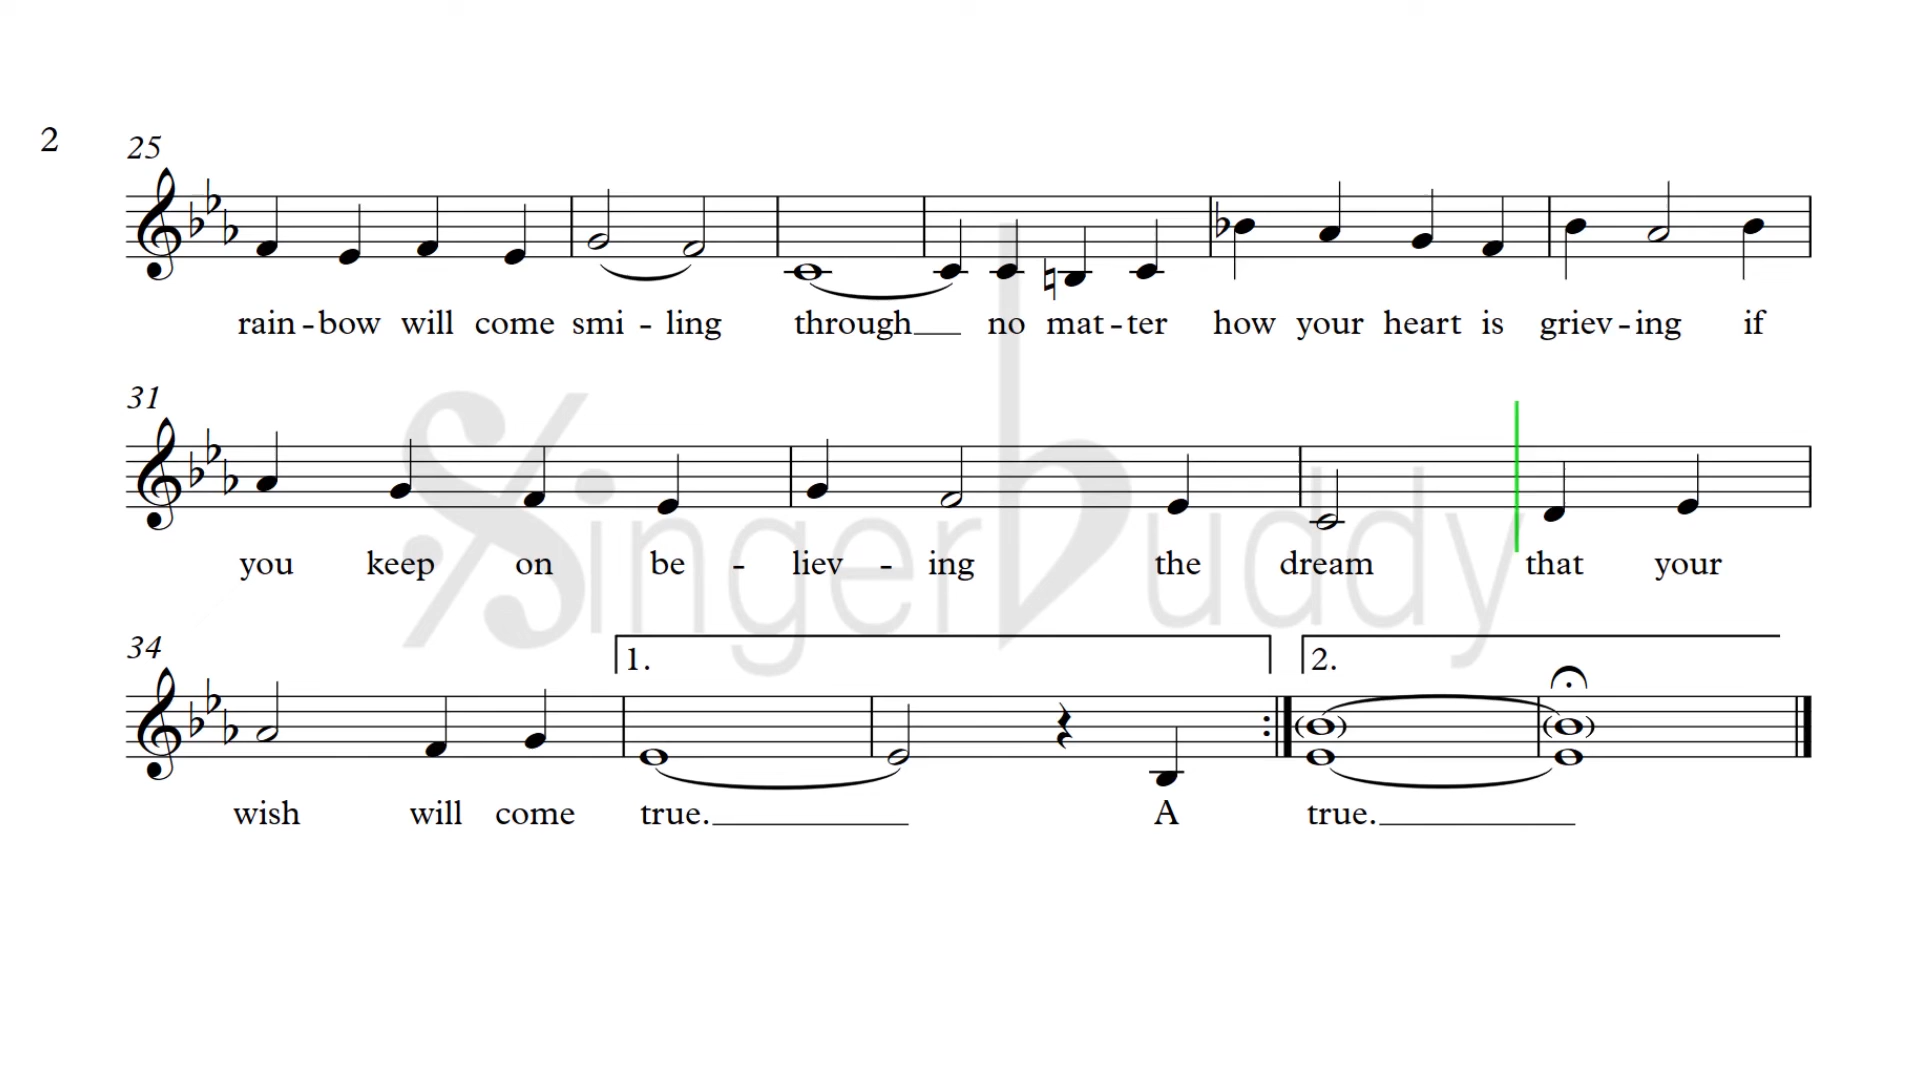 2
25
rain - bow will come smi - ling through no mat - ter how your heart is griev - ing if
31
you keep on be - liev - ing the dream that your
34
1. 2.
wish will come true. A true.
Singerbuddy